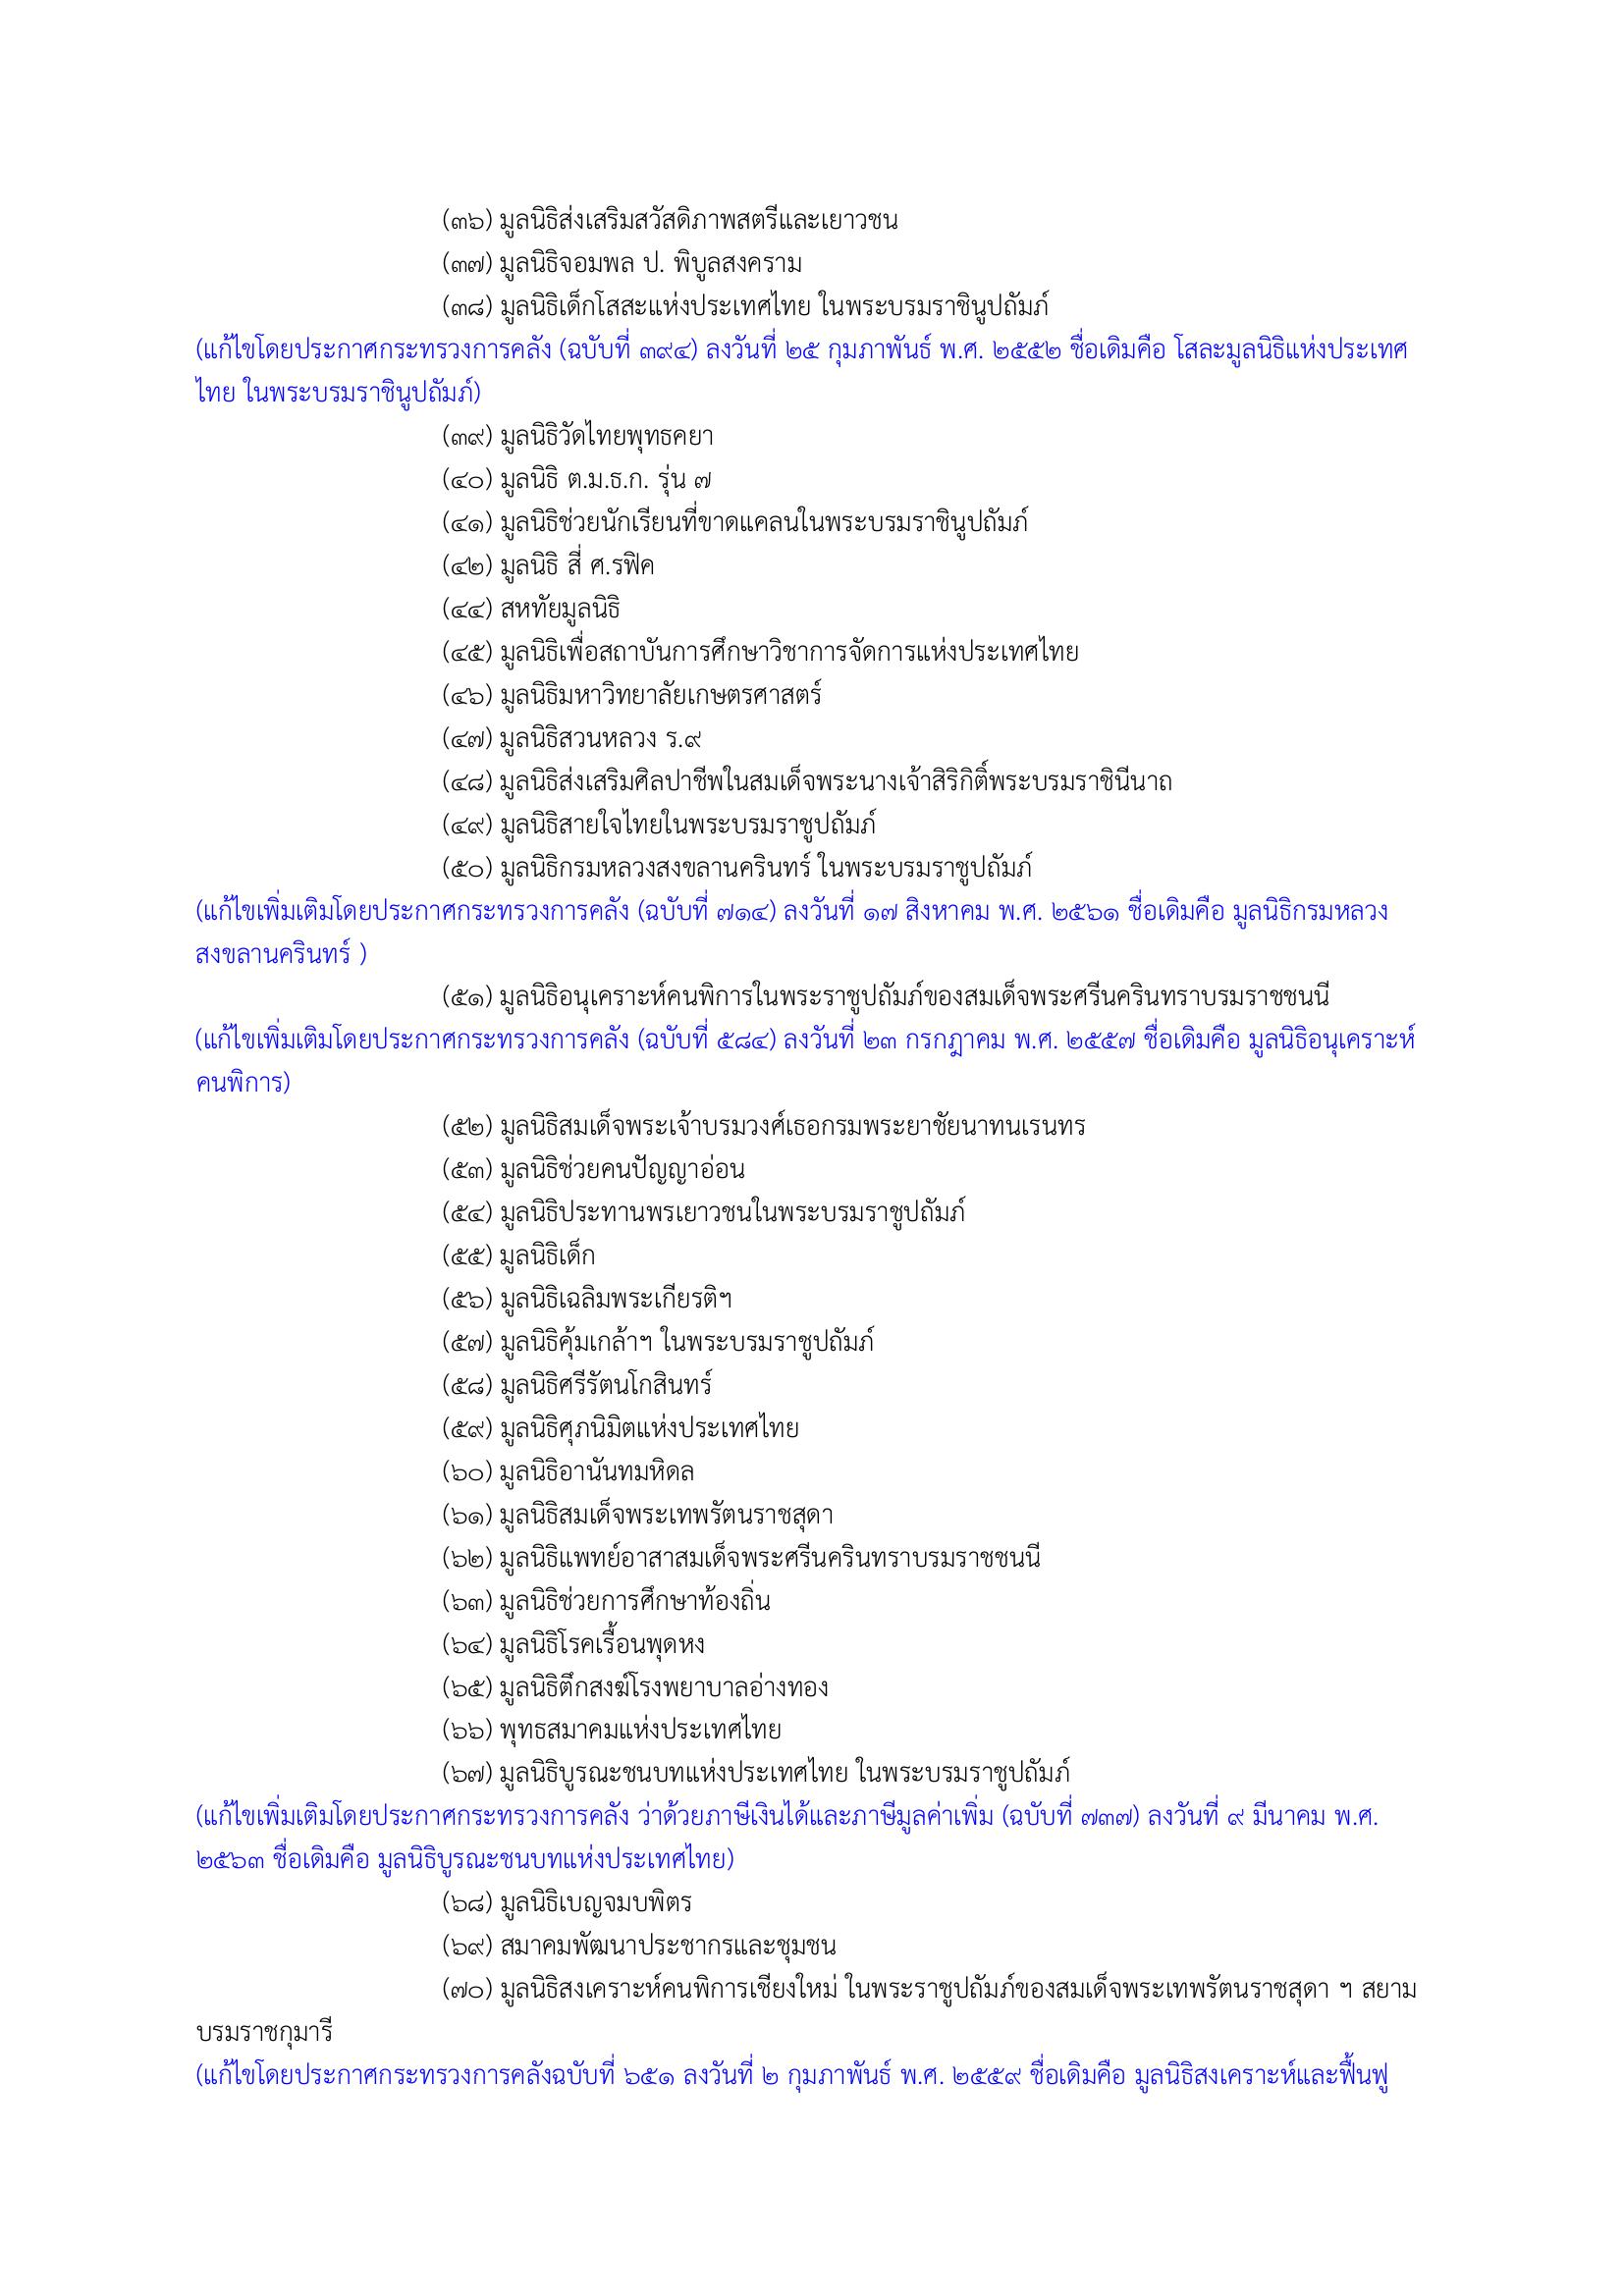 (๓๖) มูลนิธิส่งเสริมสวัสดิภาพสตรีและเยาวชน
(๓๗) มูลนิธิจอมพล ป. พิบูลสงคราม
(๓๘) มูลนิธิเด็กโสสะแห่งประเทศไทย ในพระบรมราชินูปถัมภ์
(แก้ไขโดยประกาศกระทรวงการคลัง (ฉบับที่ ๓๙๔) ลงวันที่ ๒๕ กุมภาพันธ์ พ.ศ. ๒๕๕๒ ชื่อเดิมคือ โสสะมูลนิธิแห่งประเทศ
ไทย ในพระบรมราชินูปถัมภ์)
(๓๙) มูลนิธิวัดไทยพุทธคยา
(๔๐) มูลนิธิ ต.ม.ธ.ก. รุ่น ๗
(๔๑) มูลนิธิช่วยนักเรียนที่ขาดแคลนในพระบรมราชินูปถัมภ์
(๔๒) มูลนิธิ สี่ ศ.รฟิค
(๔๔) สหทัยมูลนิธิ
(๔๕) มูลนิธิเพื่อสถาบันการศึกษาวิชาการจัดการแห่งประเทศไทย
(๔๖) มูลนิธิมหาวิทยาลัยเกษตรศาสตร์
(๔๗) มูลนิธิสวนหลวง ร.๙
(๔๘) มูลนิธิส่งเสริมศิลปาชีพในสมเด็จพระนางเจ้าสิริกิติ์พระบรมราชินีนาถ
(๔๙) มูลนิธิสายใจไทยในพระบรมราชูปถัมภ์
(๕๐) มูลนิธิกรมหลวงสงขลานครินทร์ ในพระบรมราชูปถัมภ์
(แก้ไขเพิ่มเติมโดยประกาศกระทรวงการคลัง (ฉบับที่ ๗๑๔) ลงวันที่ ๑๗ สิงหาคม พ.ศ. ๒๕๖๑ ชื่อเดิมคือ มูลนิธิกรมหลวง
สงขลานครินทร์ )
(๕๑) มูลนิธิอนุเคราะห์คนพิการในพระราชูปถัมภ์ของสมเด็จพระศรีนครินทราบรมราชชนนี
(แก้ไขเพิ่มเติมโดยประกาศกระทรวงการคลัง (ฉบับที่ ๕๘๔) ลงวันที่ ๒๓ กรกฎาคม พ.ศ. ๒๕๕๗ ชื่อเดิมคือ มูลนิธิอนุเคราะห์
คนพิการ)
(๕๒) มูลนิธิสมเด็จพระเจ้าบรมวงศ์เธอกรมพระยาชัยนาทนเรนทร
(๕๓) มูลนิธิช่วยคนปัญญาอ่อน
(๕๔) มูลนิธิประทานพรเยาวชนในพระบรมราชูปถัมภ์
(๕๕) มูลนิธิเด็ก
(๕๖) มูลนิธิเฉลิมพระเกียรติฯ
(๕๗) มูลนิธิคุ้มเกล้าฯ ในพระบรมราชูปถัมภ์
(๕๘) มูลนิธิศรีรัตนโกสินทร์
(๕๙) มูลนิธิศุภนิมิตแห่งประเทศไทย
(๖๐) มูลนิธิอานันทมหิดล
(๖๑) มูลนิธิสมเด็จพระเทพรัตนราชสุดา
(๖๒) มูลนิธิแพทย์อาสาสมเด็จพระศรีนครินทราบรมราชชนนี
(๖๓) มูลนิธิช่วยการศึกษาท้องถิ่น
(๖๔) มูลนิธิโรคเรื้อนพุดหง
(๖๕) มูลนิธิตึกสงฆ์โรงพยาบาลอ่างทอง
(๖๖) พุทธสมาคมแห่งประเทศไทย
(๖๗) มูลนิธิบูรณะชนบทแห่งประเทศไทย ในพระบรมราชูปถัมภ์
(แก้ไขเพิ่มเติมโดยประกาศกระทรวงการคลัง ว่าด้วยภาษีเงินได้และภาษีมูลค่าเพิ่ม (ฉบับที่ ๗๓๗) ลงวันที่ ๙ มีนาคม พ.ศ.
๒๕๖๓ ชื่อเดิมคือ มูลนิธิบูรณะชนบทแห่งประเทศไทย)
(๖๘) มูลนิธิเบญจมบพิตร
(๖๙) สมาคมพัฒนาประชากรและชุมชน
(๗๐) มูลนิธิสงเคราะห์คนพิการเชียงใหม่ ในพระราชูปถัมภ์ของสมเด็จพระเทพรัตนราชสุดา ฯ สยาม
บรมราชกุมารี
(แก้ไขโดยประกาศกระทรวงการคลังฉบับที่ ๖๕๑ ลงวันที่ ๒ กุมภาพันธ์ พ.ศ. ๒๕๕๙ ชื่อเดิมคือ มูลนิธิสงเคราะห์และฟื้นฟู